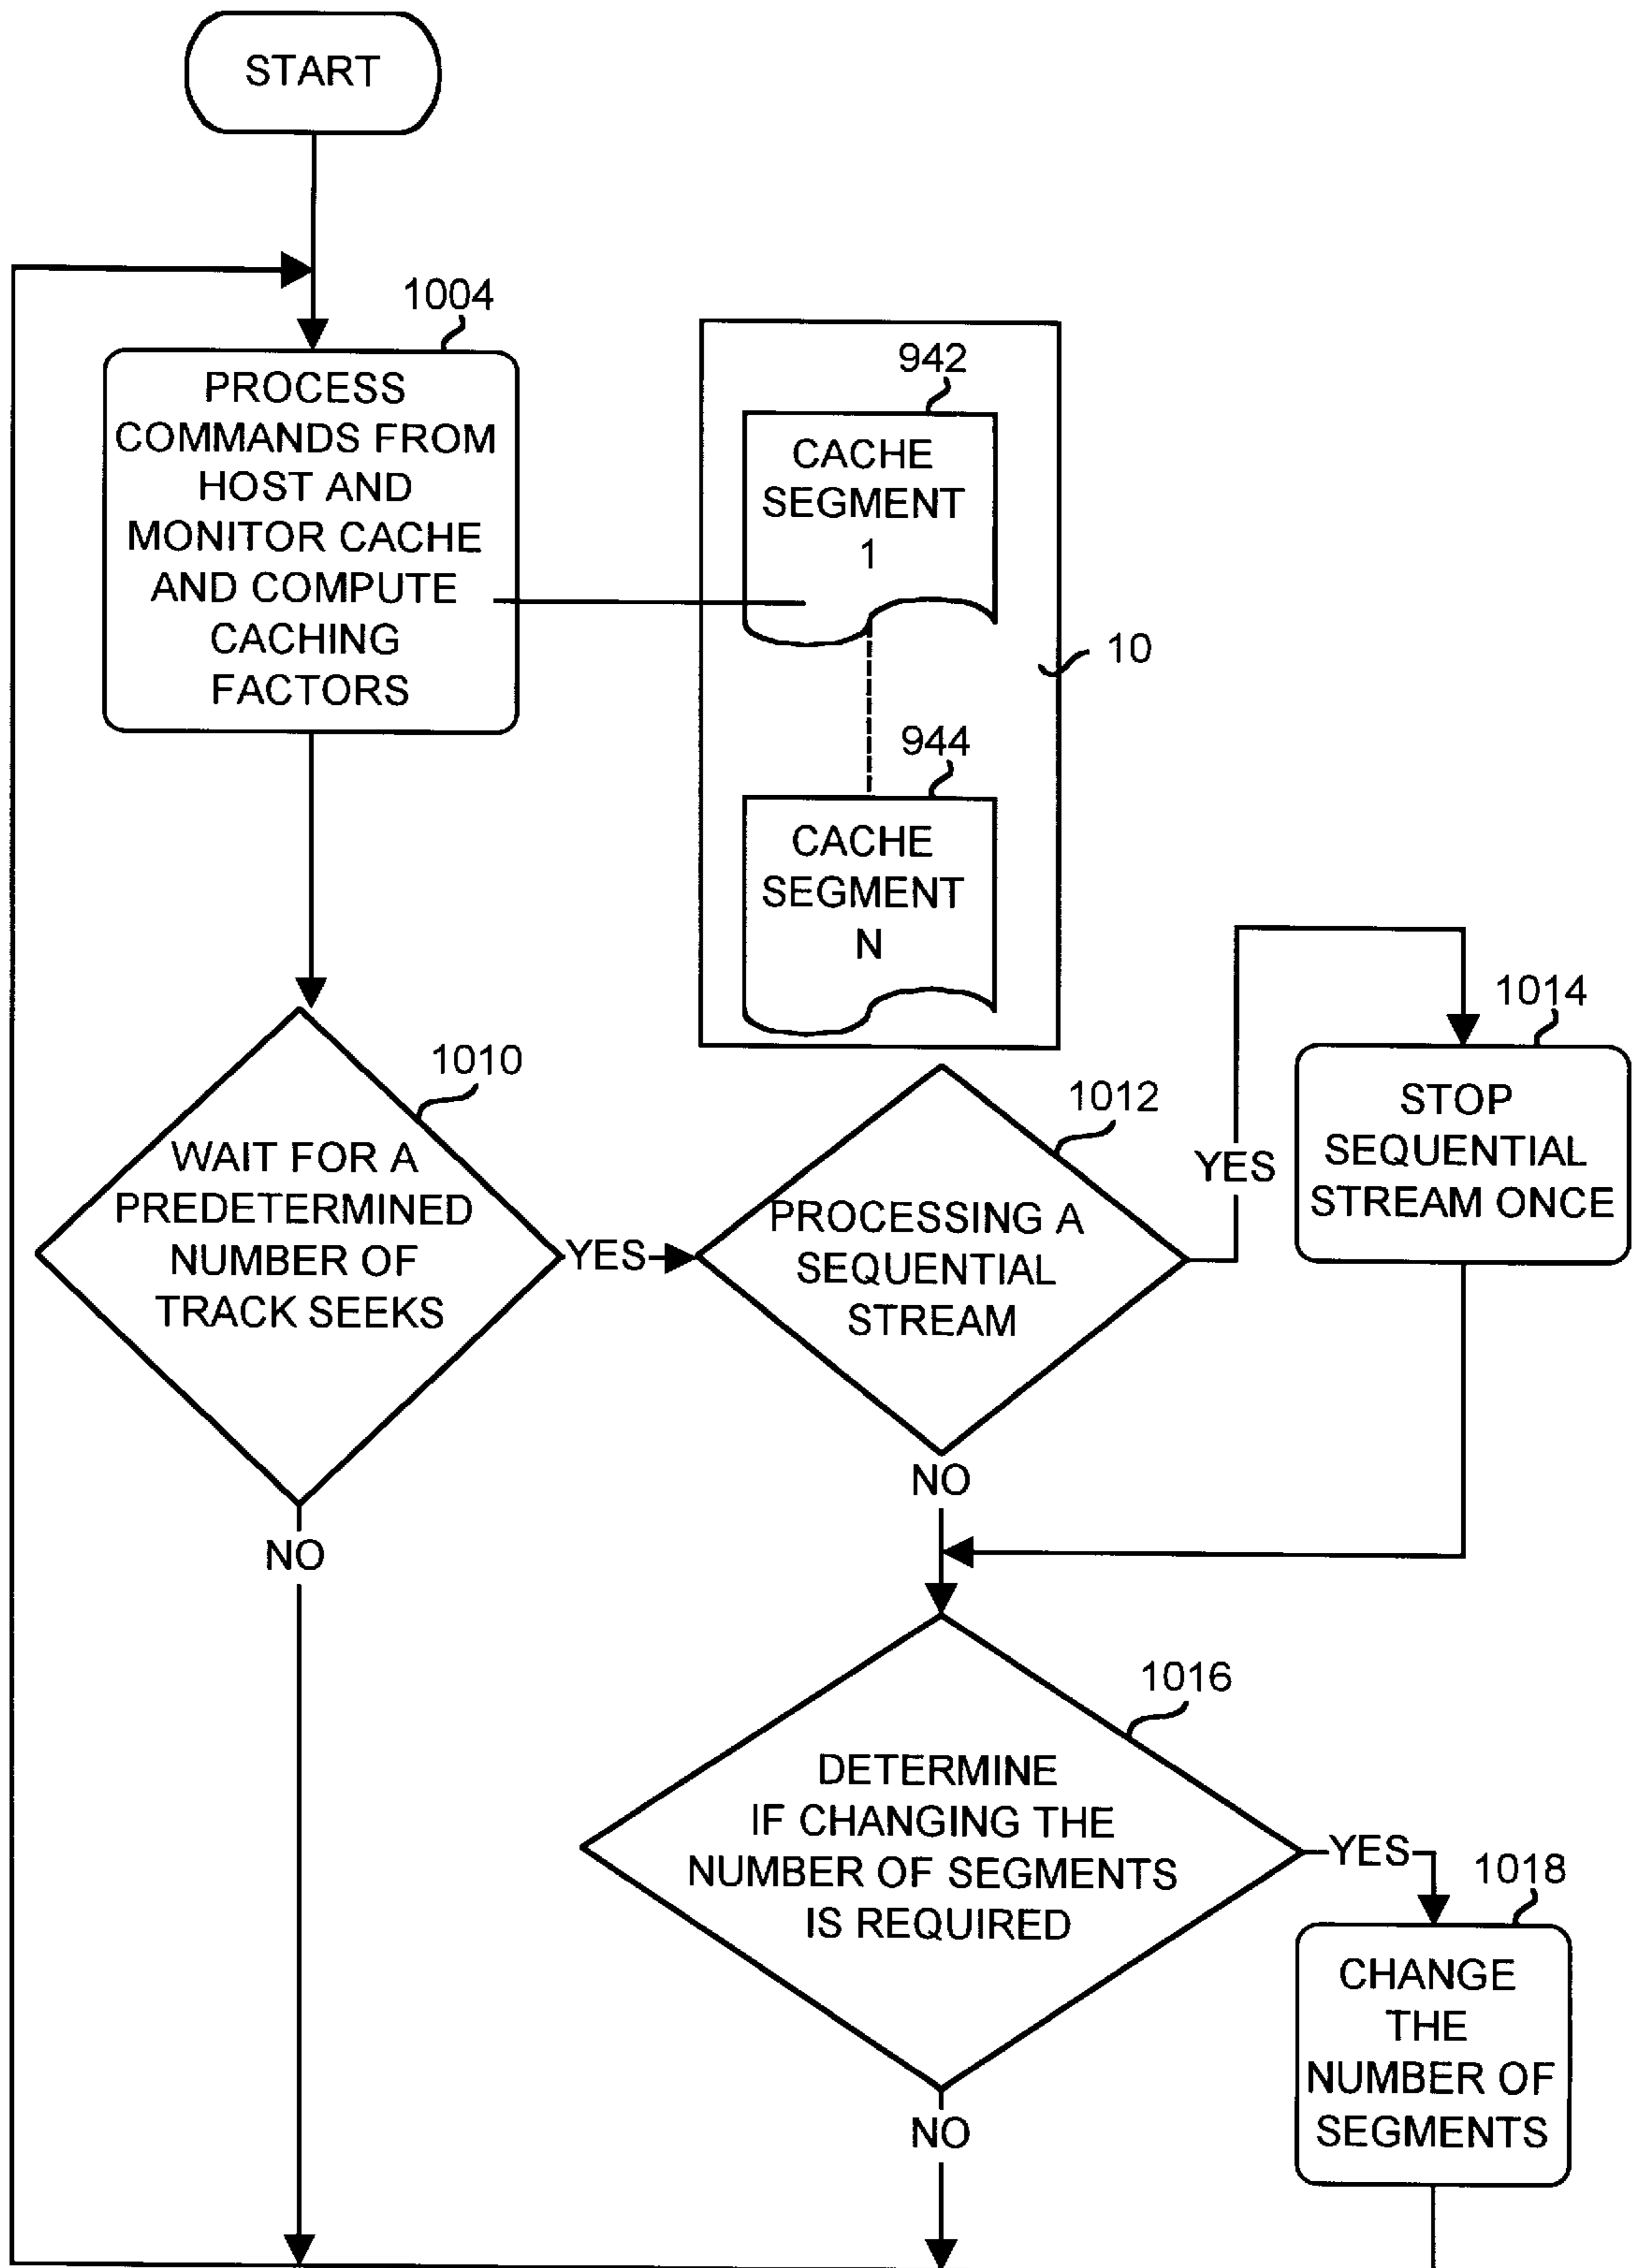 START
1004
PROCESS
COMMANDS FROM
HOST AND
MONITOR CACHE
AND COMPUTE
CACHING
FACTORS
942
CACHE
SEGMENT
1
10
944
CACHE
SEGMENT
N
1010
WAIT FOR A
PREDETERMINED
NUMBER OF
TRACK SEEKS
YES
NO
1012
PROCESSING A
SEQUENTIAL
STREAM
YES
NO
1014
STOP
SEQUENTIAL
STREAM ONCE
1016
DETERMINE
IF CHANGING THE
NUMBER OF SEGMENTS
IS REQUIRED
YES
NO
1018
CHANGE
THE
NUMBER OF
SEGMENTS